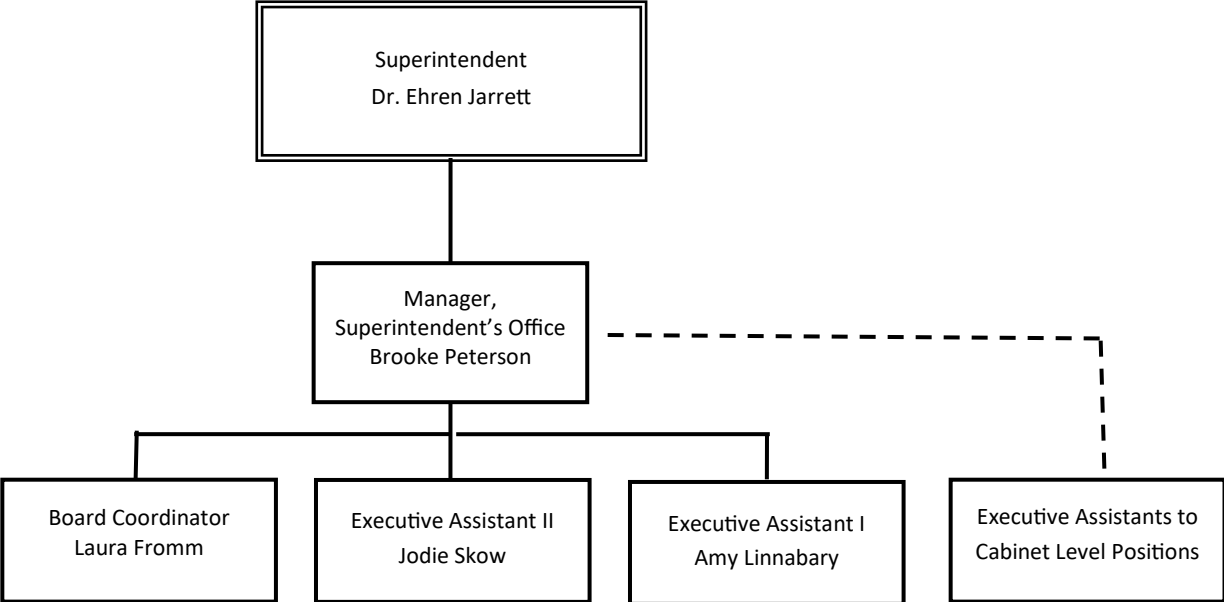 Superintendent
Dr. Ehren Jarrett
Manager,
Superintendent’s Office
Brooke Peterson
Board Coordinator
Laura Fromm
Executive Assistant II
Jodie Skow
Executive Assistant I
Amy Linnabary
Executive Assistants to
Cabinet Level Positions